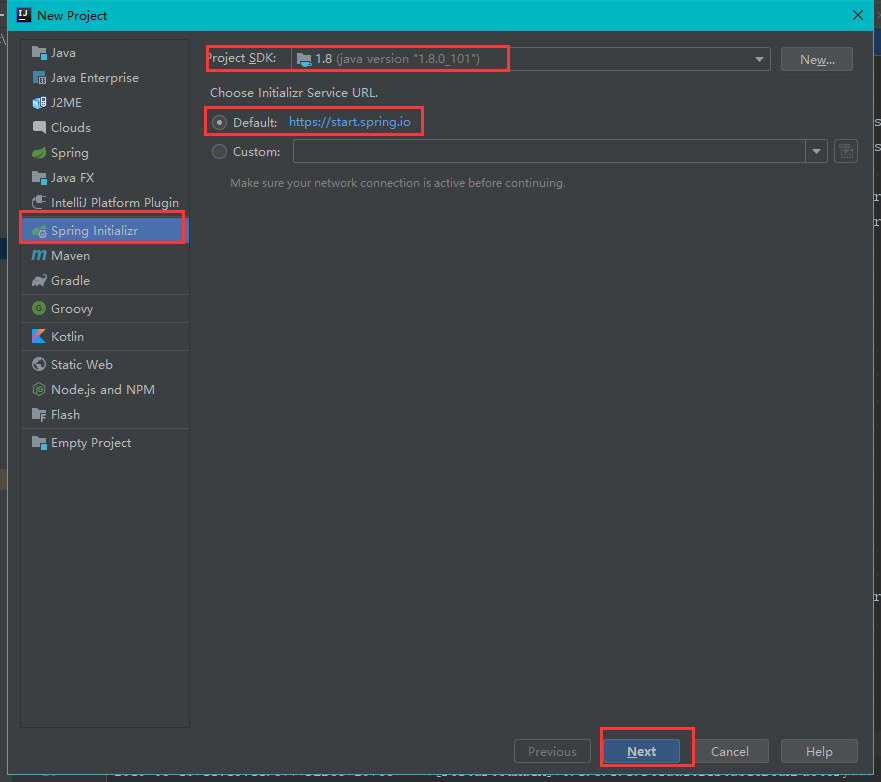 New Project
Java
Java Enterprise
J2ME
Clouds
Spring
Java FX
IntelliJ Platform Plugin
Spring Initializr
Maven
Gradle
Groovy
Kotlin
Static Web
Node.js and NPM
Flash
Empty Project
Project SDK: 1.8 (java version "1.8.0_101") New...
Choose Initializr Service URL.
Default: https://start.spring.io
Custom:
Make sure your network connection is active before continuing.
Previous Next Cancel Help